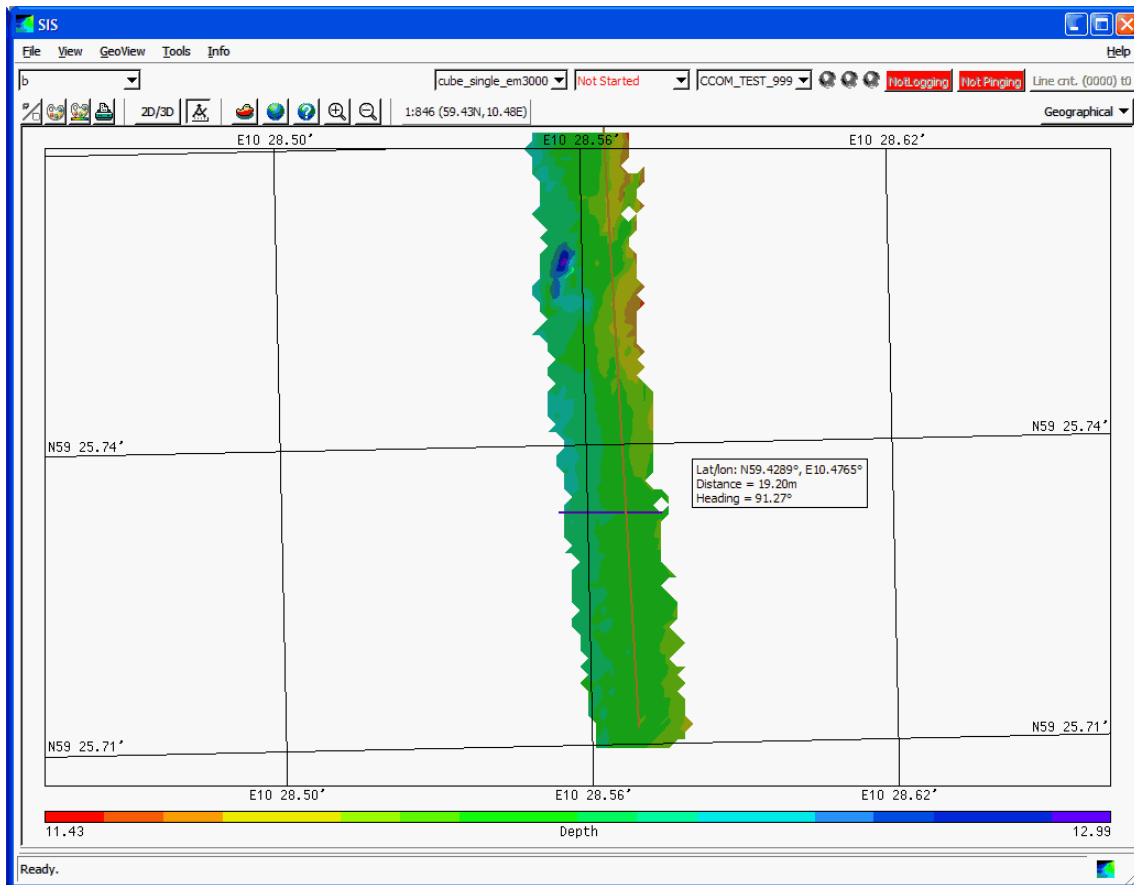 SIS
File View GeoView Tools Info Help
b cube_single_em3000 Not Started CCOM_TEST_999 NotLogging Not Pinging Line cnt. (0000) t0
2D/3D 1:846 (59.43N,10.48E) Geographical
E10 28.50' E10 28.56' E10 28.62'
N59 25.74' N59 25.74'
Lat/lon: N59.4289°, E10.4765°
Distance = 19.20m
Heading = 91.27°
N59 25.71' N59 25.71'
E10 28.50' E10 28.56' E10 28.62'
11.43 Depth 12.99
Ready.